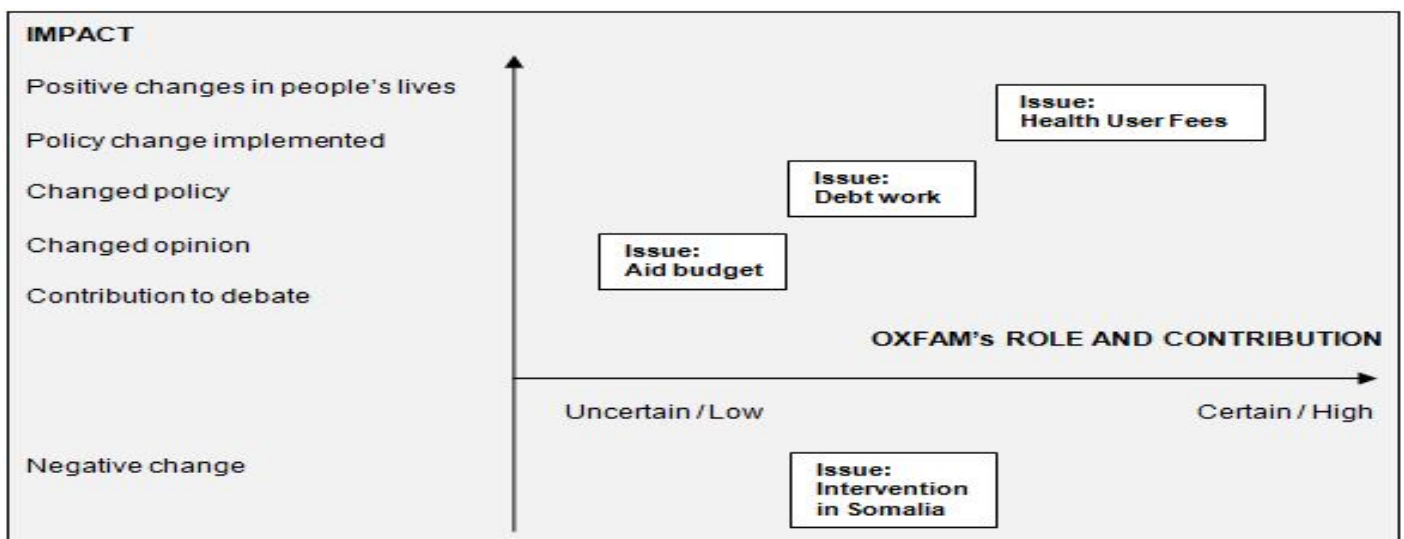 IMPACT
Positive changes in people's lives
Issue:
Health User Fees
Policy change implemented
Issue:
Debt work
Changed policy
Changed opinion
Issue:
Aid budget
Contribution to debate
OXFAM's ROLE AND CONTRIBUTION
Uncertain / Low
Certain / High
Negative change
Issue:
Intervention
in Somalia